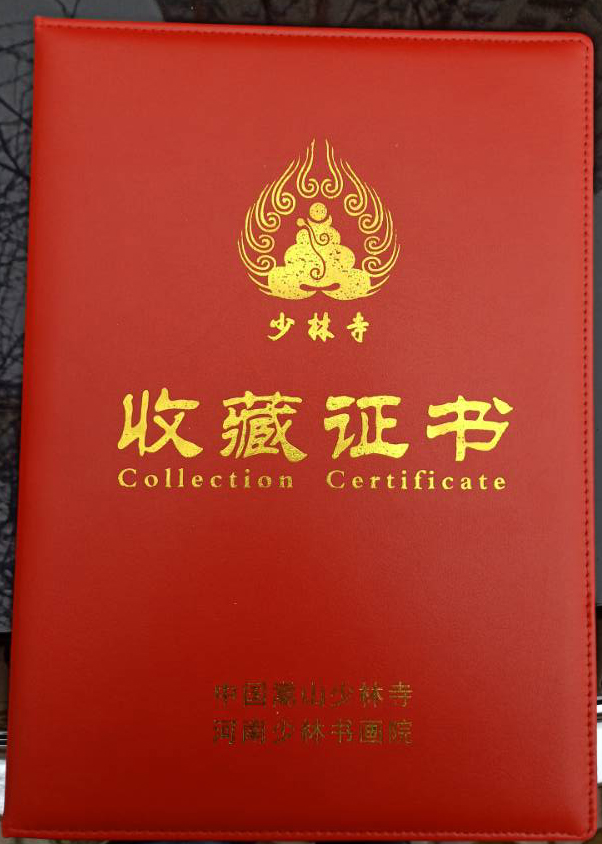 少林寺
收藏证书
Collection Certificate
中国嵩山少林寺
河南少林书画院